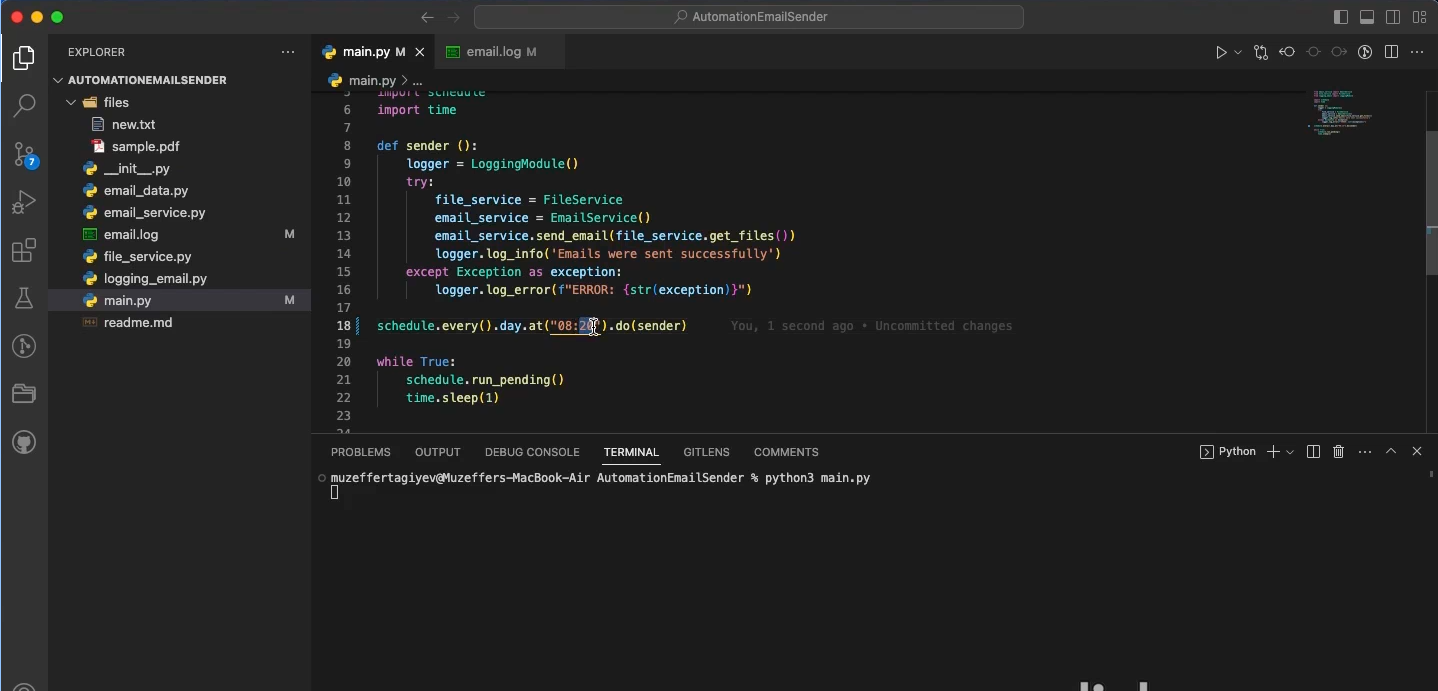 AutomationEmailSender
EXPLORER
main.py M
email.log M
AUTOMATIONEMAILSENDER
main.py > ...
files
new.txt
sample.pdf
__init__.py
email_data.py
email_service.py
email.log M
file_service.py
logging_email.py
main.py M
readme.md
7
5 import schedule
6 import time
7
8 def sender ():
9 logger = LoggingModule()
10 try:
11 file_service = FileService
12 email_service = EmailService()
13 email_service.send_email(file_service.get_files())
14 logger.log_info('Emails were sent successfully')
15 except Exception as exception:
16 logger.log_error(f"ERROR: {str(exception)}")
17
18 schedule.every().day.at("08:20").do(sender) You, 1 second ago • Uncommitted changes
19
20 while True:
21 schedule.run_pending()
22 time.sleep(1)
23
24
PROBLEMS OUTPUT DEBUG CONSOLE TERMINAL GITLENS COMMENTS
Python
muzeffertagiyev@Muzeffers-MacBook-Air AutomationEmailSender % python3 main.py